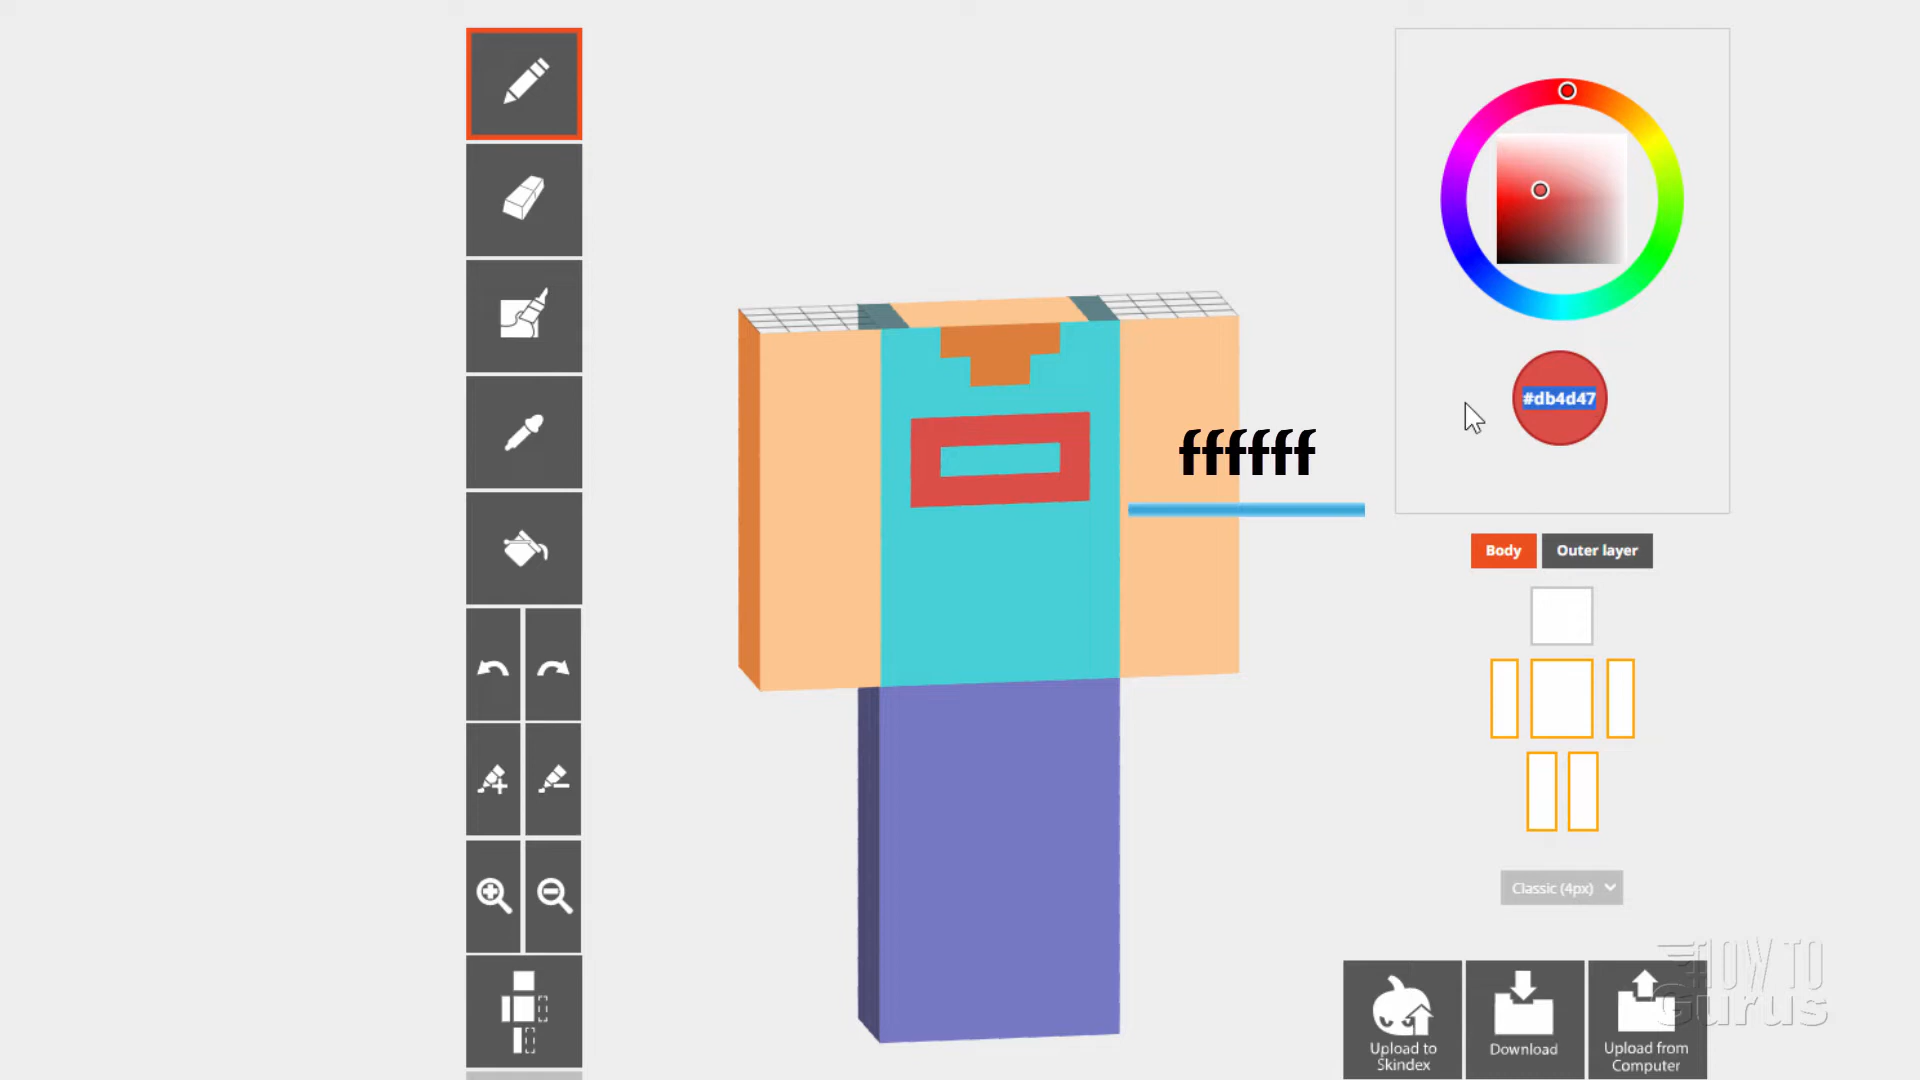 #db4d47
ffffff
Body
Outer layer
Classic (4px)
HOW TO
Gurus
Upload to
Skindex
Download
Upload from
Computer